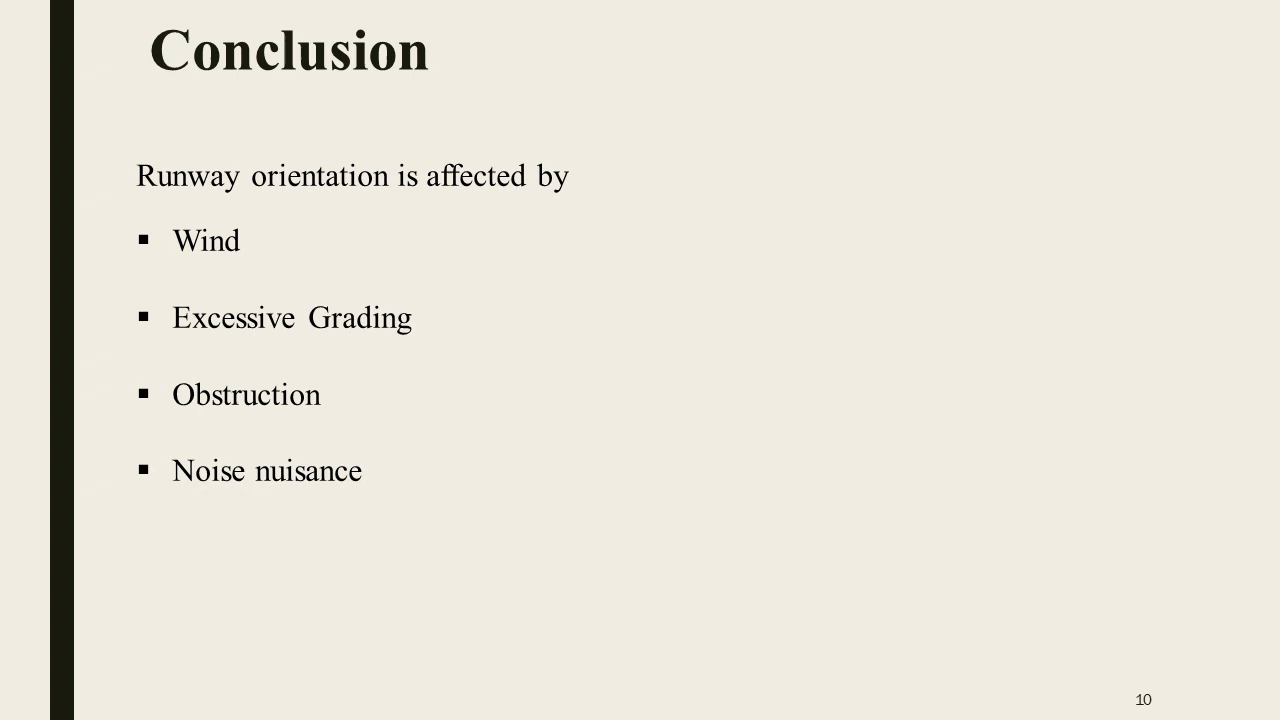 Conclusion
Runway orientation is affected by
▪ Wind
▪ Excessive Grading
▪ Obstruction
▪ Noise nuisance
10